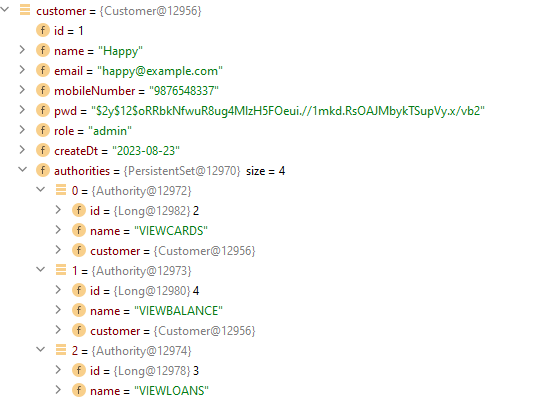 customer = {Customer@12956}
f id = 1
f name = "Happy"
f email = "happy@example.com"
f mobileNumber = "9876548337"
f pwd = "$2y$12$oRRbkNfwuR8ug4MlzH5FOeui.//1mkd.RsOAJMbykTSupVy.x/vb2"
f role = "admin"
f createDt = "2023-08-23"
f authorities = {PersistentSet@12970} size = 4
0 = {Authority@12972}
f id = {Long@12982} 2
f name = "VIEWCARDS"
f customer = {Customer@12956}
1 = {Authority@12973}
f id = {Long@12980} 4
f name = "VIEWBALANCE"
f customer = {Customer@12956}
2 = {Authority@12974}
f id = {Long@12978} 3
f name = "VIEWLOANS"